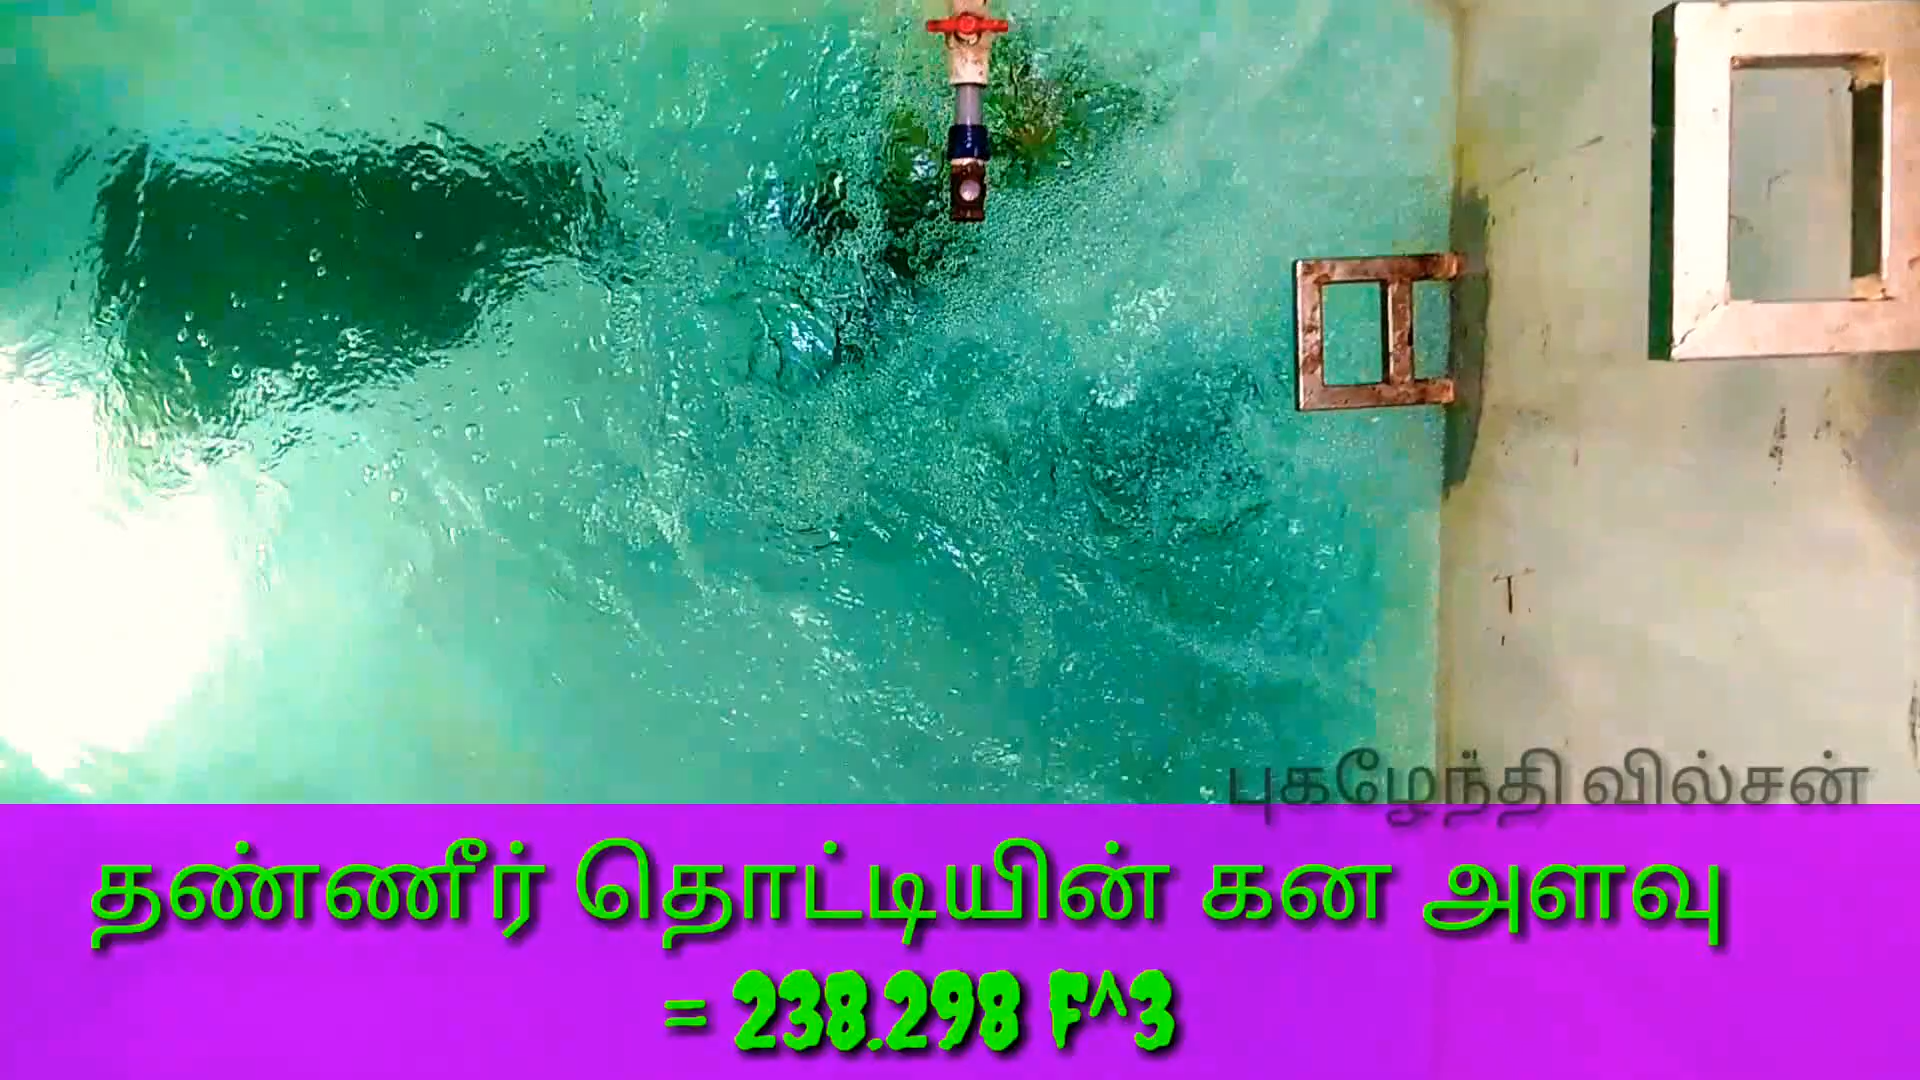 புகழேந்தி வில்சன்
தண்ணீர் தொட்டியின் கன அளவு
= 238.298 F^3